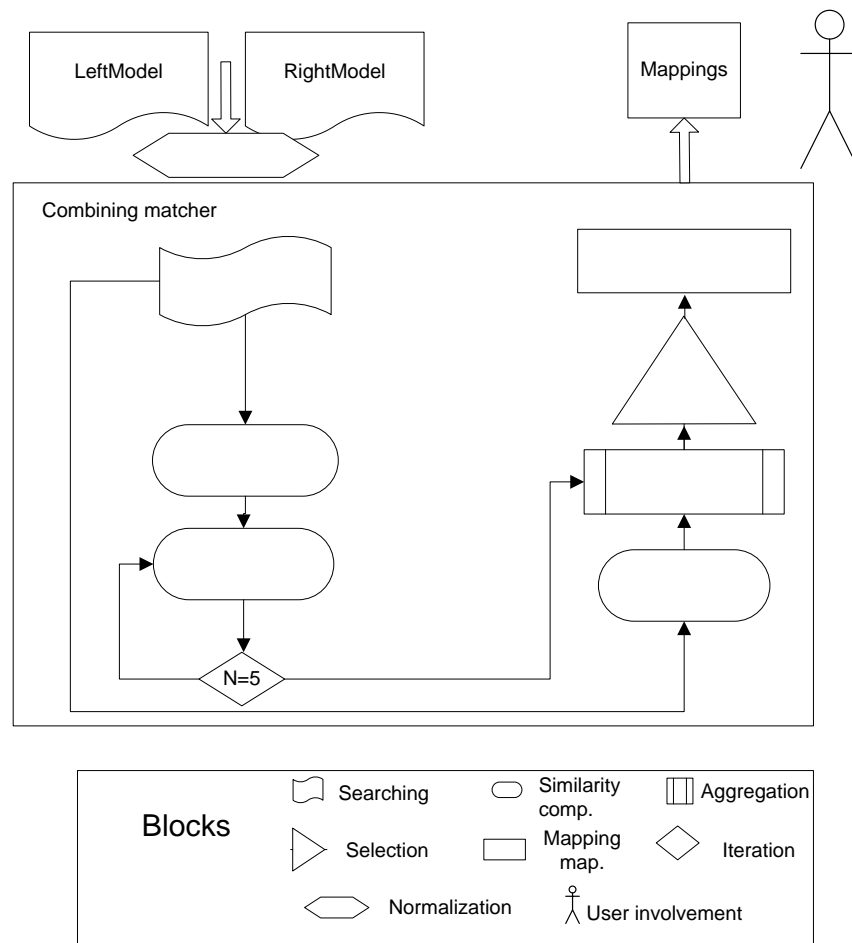 LeftModel
RightModel
Mappings
Combining matcher
N=5
Blocks
Searching
Similarity
comp.
Aggregation
Selection
Mapping
map.
Iteration
Normalization
User involvement